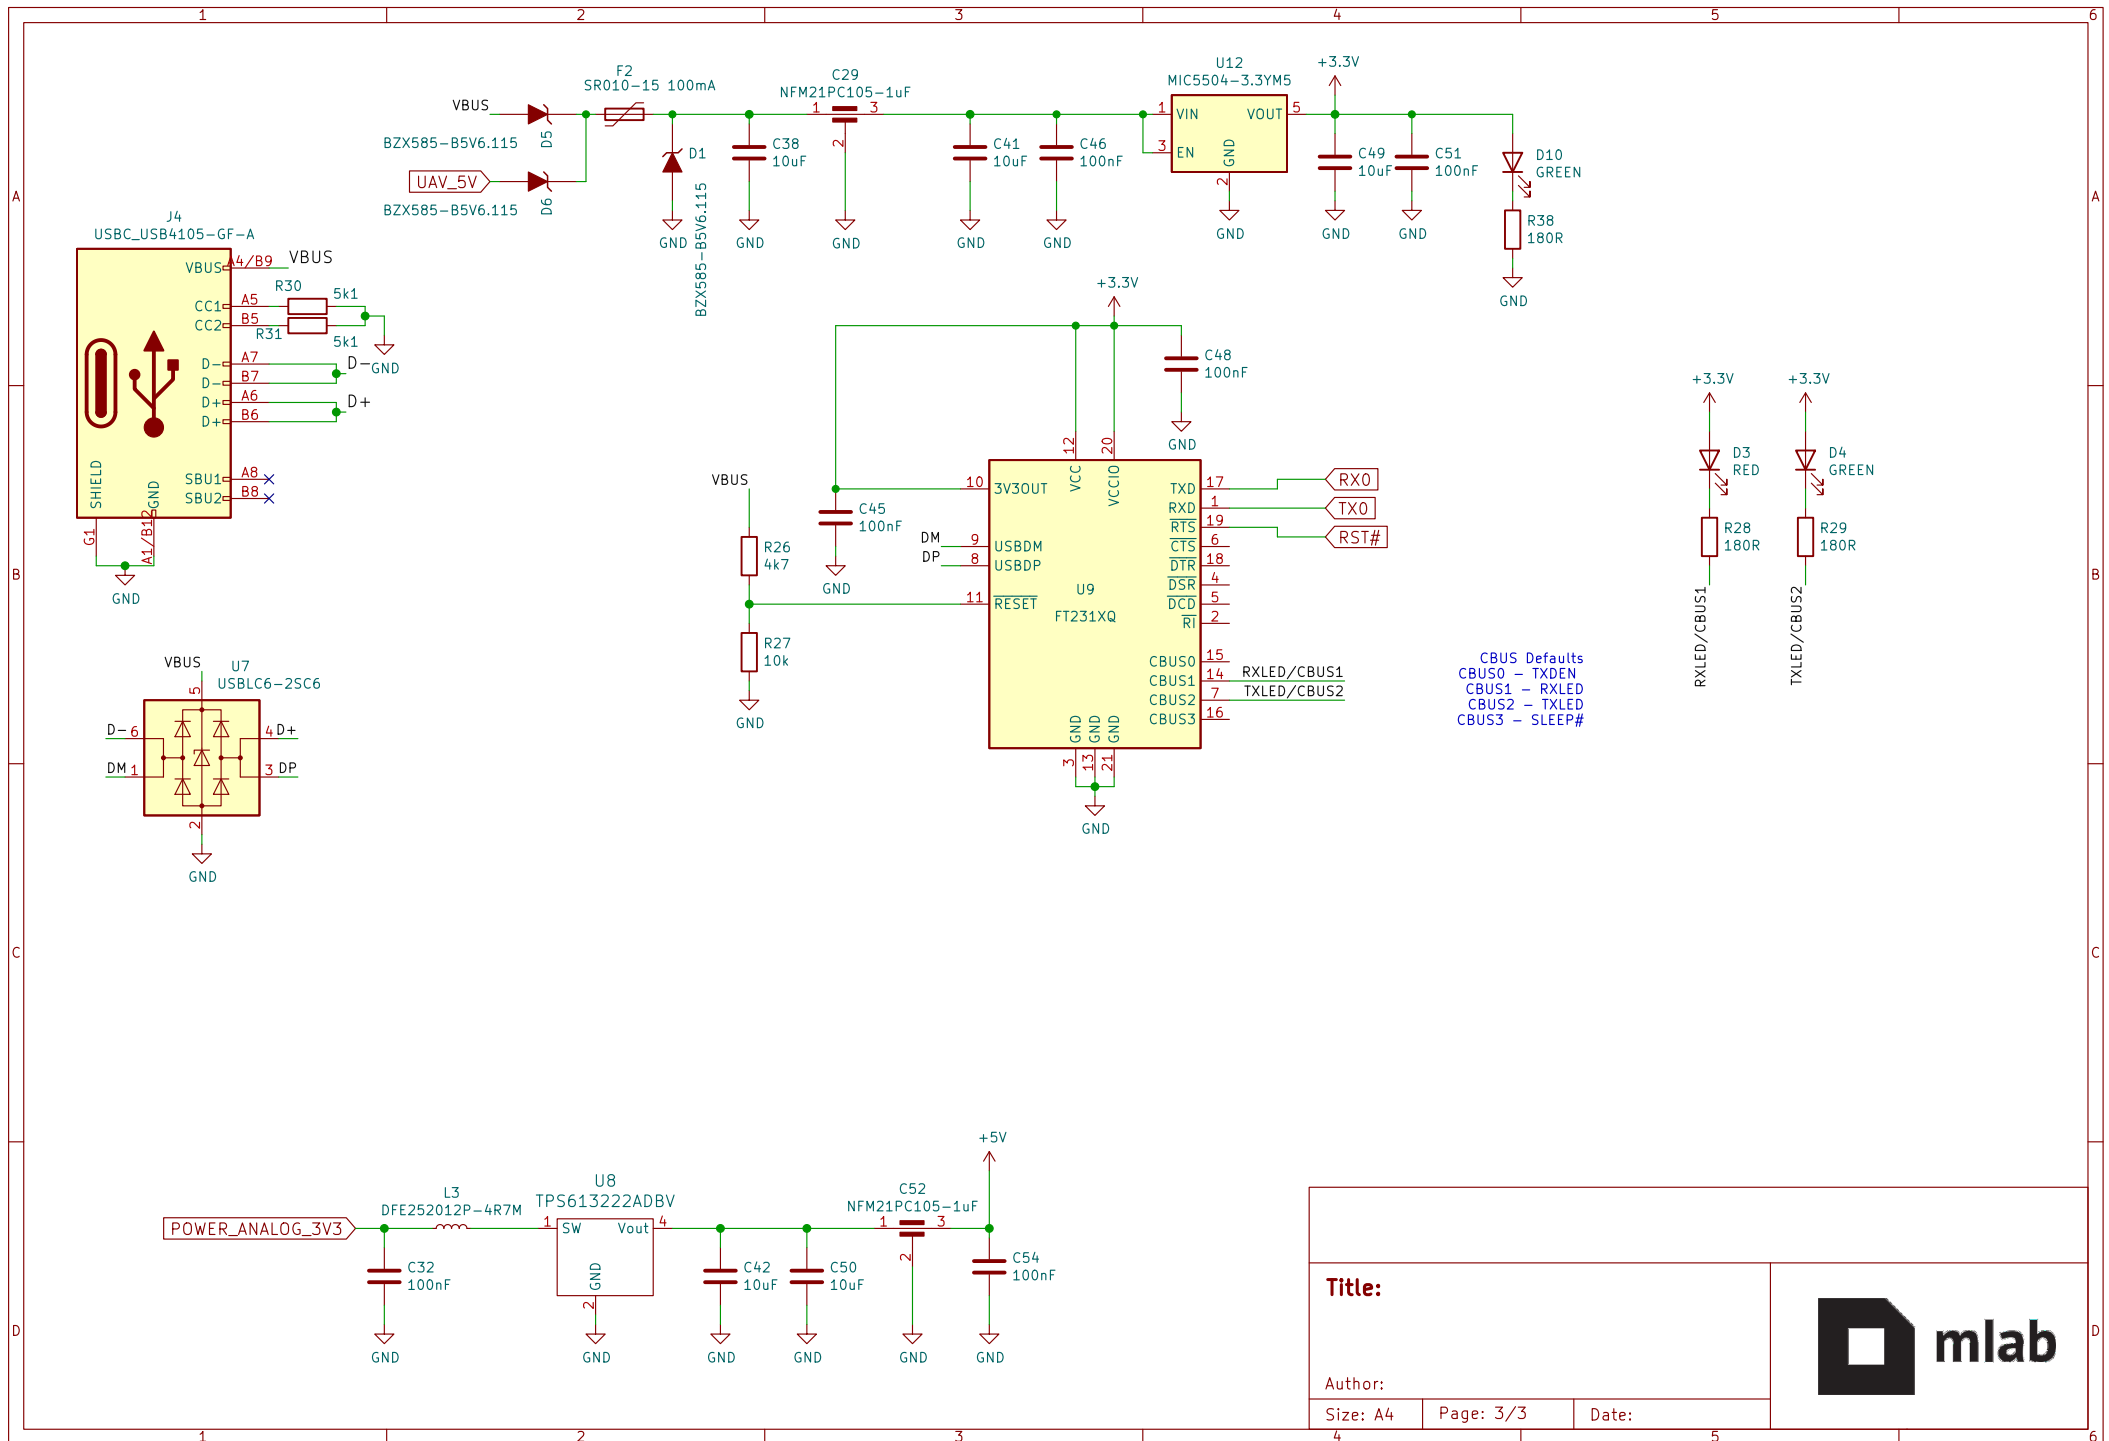 1 2 3 4 5 6
A
B
C
D
F2
SR010-15 100mA
VBUS
D5
BZX585-B5V6.115
UAV_5V
D6
BZX585-B5V6.115
D1
BZX585-B5V6.115
GND
C38
10uF
GND
C29
NFM21PC105-1uF
1 3
2
GND
C41
10uF
GND
C46
100nF
GND
U12
MIC5504-3.3YM5
1 VIN
VOUT 5
3 EN
GND
2
GND
+3.3V
C49
10uF
GND
C51
100nF
GND
D10
GREEN
R38
180R
GND
J4
USBC_USB4105-GF-A
VBUS A4/B9 VBUS
R30
5k1
CC1 A5
CC2 B5
R31
5k1
GND
D- A7
D-
D- B7
D+ A6
D+
D+ B6
SBU1 A8
SBU2 B8
SHIELD
GND
G1
A1/B12
GND
VBUS
U7
USBLC6-2SC6
5
D- 6
4 D+
DM 1
3 DP
2
GND
+3.3V
C48
100nF
GND
VBUS
R26
4k7
R27
10k
GND
C45
100nF
GND
DM
DP
12
20
VCC
VCCIO
10 3V3OUT
9 USBDM
8 USBDP
11 RESET
U9
FT231XQ
TXD 17
RXD 1
RTS 19
CTS 6
DTR 18
DSR 4
DCD 5
RI 2
CBUS0 15
CBUS1 14
CBUS2 7
CBUS3 16
GND GND GND
3 13 21
GND
RX0
TX0
RST#
RXLED/CBUS1
TXLED/CBUS2
CBUS Defaults
CBUS0 - TXDEN
CBUS1 - RXLED
CBUS2 - TXLED
CBUS3 - SLEEP#
+3.3V
D3
RED
R28
180R
RXLED/CBUS1
+3.3V
D4
GREEN
R29
180R
TXLED/CBUS2
POWER_ANALOG_3V3
C32
100nF
GND
L3
DFE252012P-4R7M
U8
TPS613222ADBV
1 SW
Vout 4
GND
2
GND
C42
10uF
GND
C50
10uF
GND
C52
NFM21PC105-1uF
1 3
2
GND
+5V
C54
100nF
GND
Title:
Author:
Size: A4
Page: 3/3
Date:
mlab
A
B
C
D
1 2 3 4 5 6